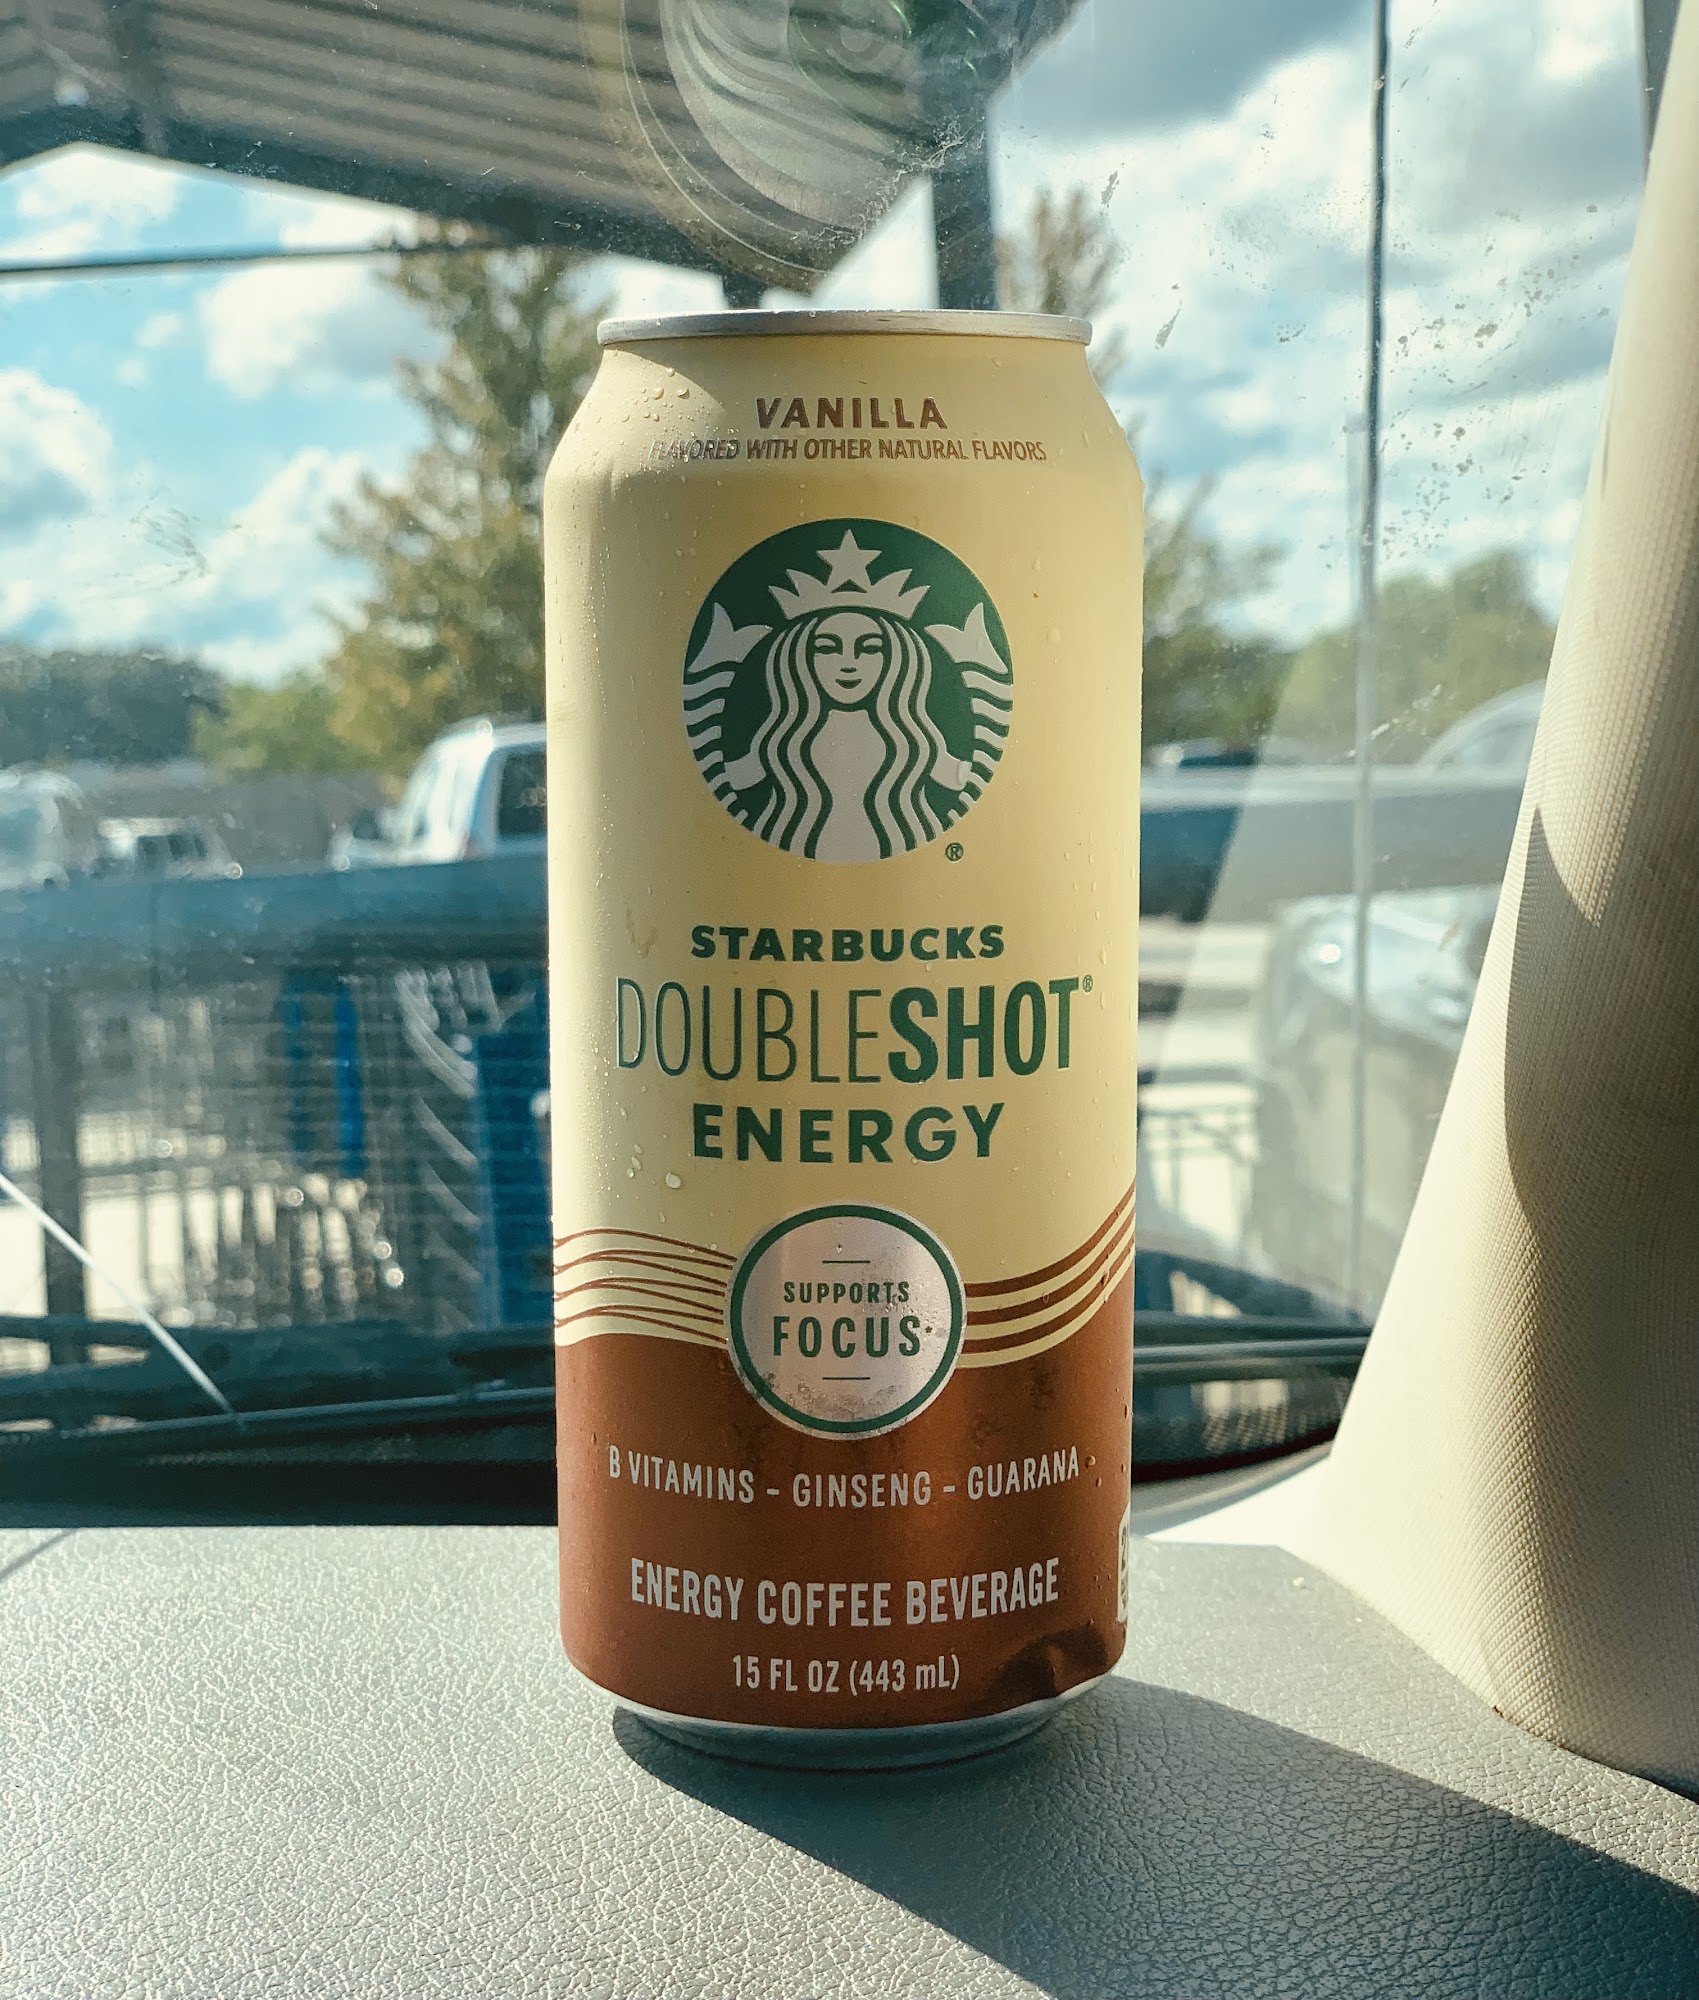 VANILLA
FLAVORED WITH OTHER NATURAL FLAVORS
®
STARBUCKS
DOUBLESHOT®
ENERGY
SUPPORTS
FOCUS*
B VITAMINS - GINSENG - GUARANA
ENERGY COFFEE BEVERAGE
15 FL OZ (443 mL)